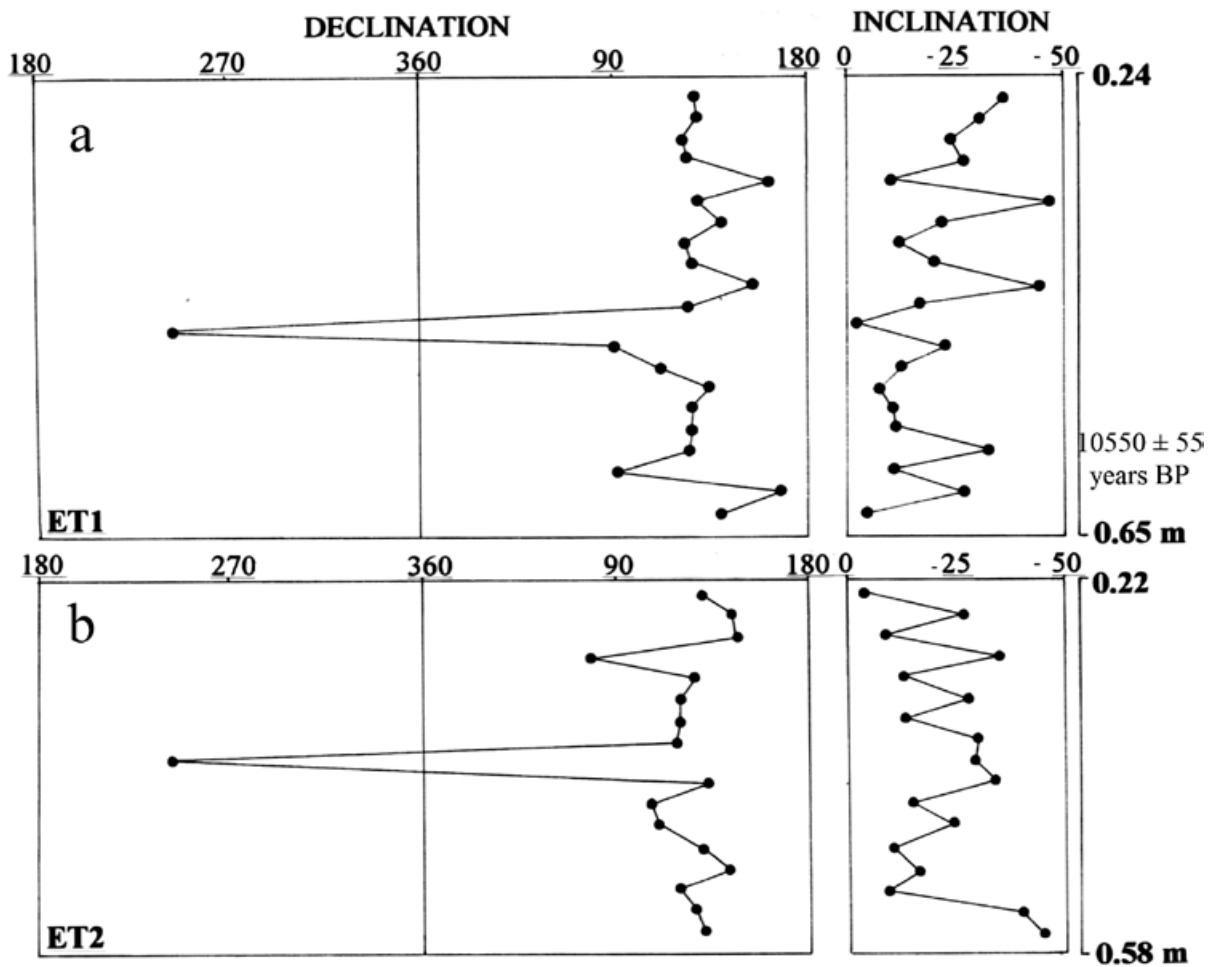 DECLINATION INCLINATION
180 270 360 90 180 0 -25 -50
0.24
a
10550 ± 55
years BP
ET1
0.65 m
180 270 360 90 180 0 -25 -50
0.22
b
ET2
0.58 m